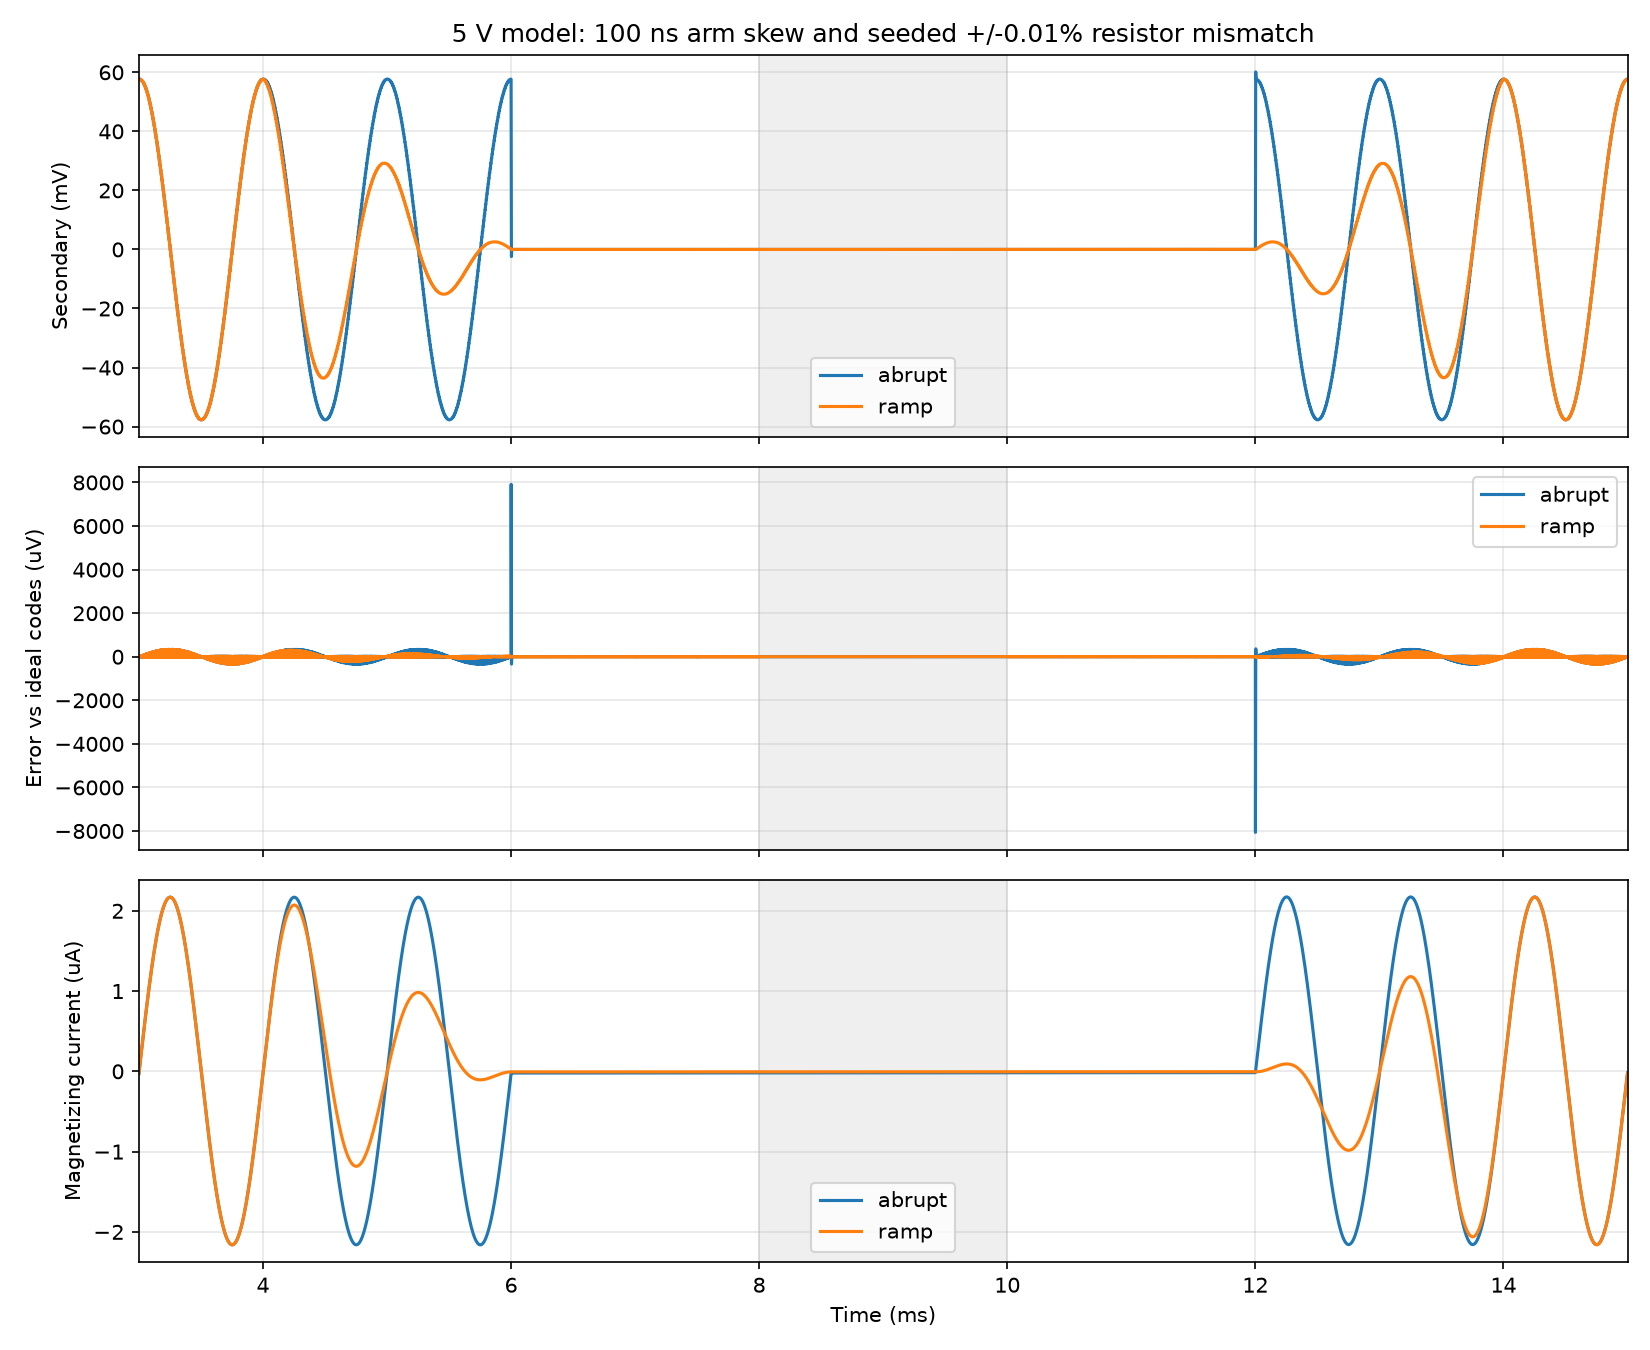 5 V model: 100 ns arm skew and seeded +/-0.01% resistor mismatch
60
40
20
0
−20
−40
−60
Secondary (mV)
abrupt
ramp
8000
6000
4000
2000
0
−2000
−4000
−6000
−8000
Error vs ideal codes (uV)
abrupt
ramp
2
1
0
−1
−2
Magnetizing current (uA)
abrupt
ramp
4 6 8 10 12 14
Time (ms)